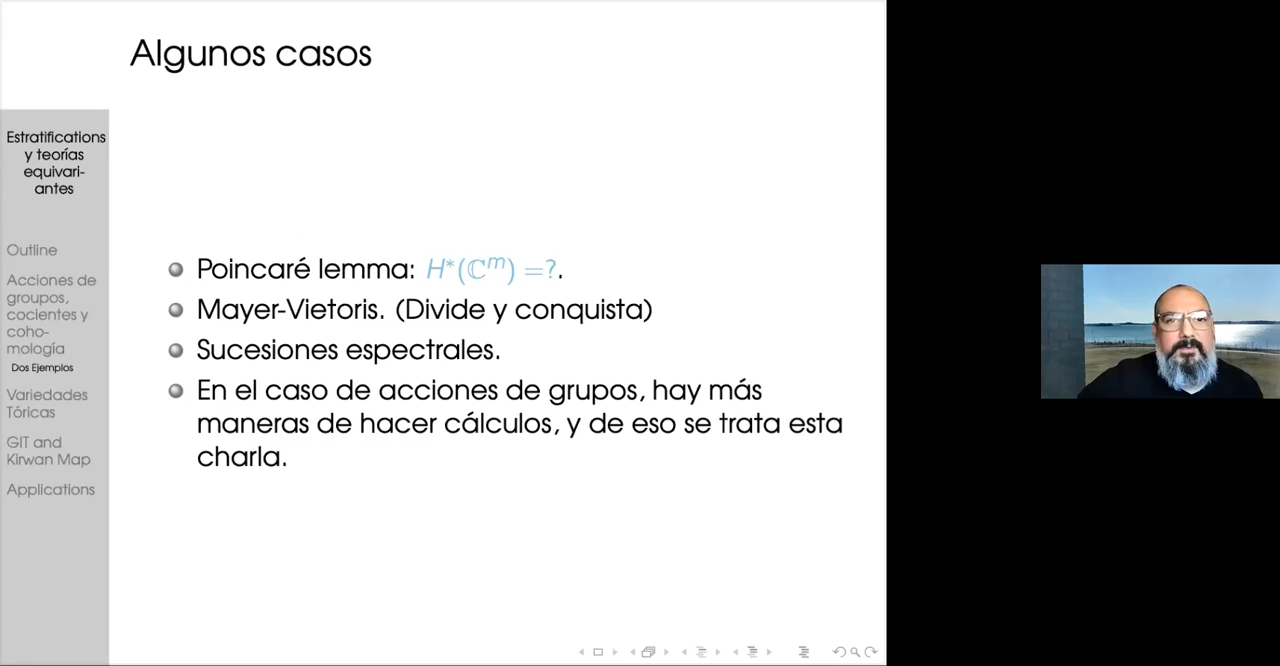 Algunos casos
Estratifications
y teorías
equivari-
antes
Outline
Acciones de
groupos,
cocientes y
coho-
mología
Dos Ejemplos
Variedades
Tóricas
GIT and
Kirwan Map
Applications
Poincaré lemma: H*(ℂᵐ) =?.
Mayer-Vietoris. (Divide y conquista)
Sucesiones espectrales.
En el caso de acciones de grupos, hay más
maneras de hacer cálculos, y de eso se trata esta
charla.